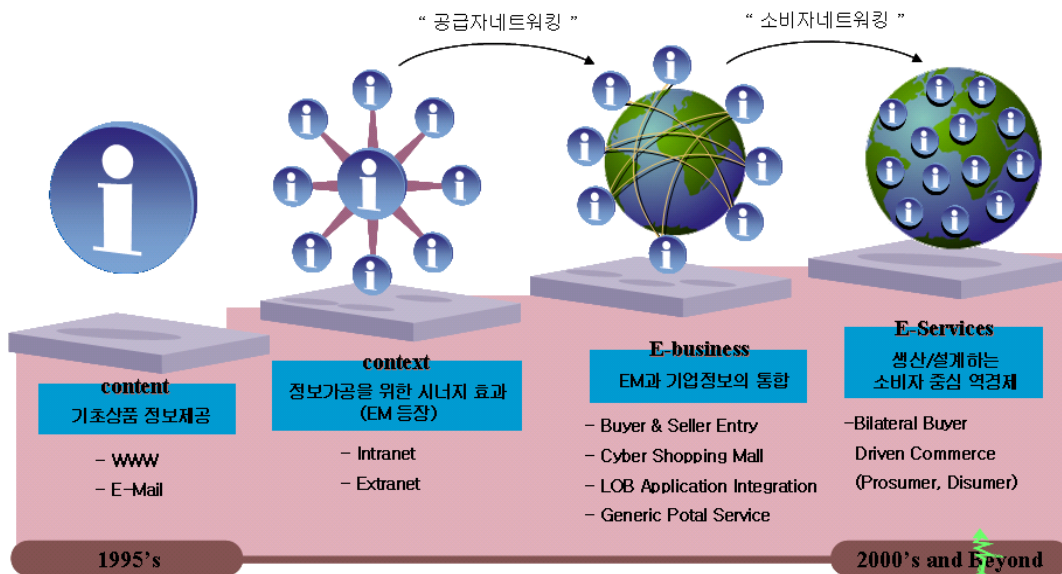 “ 공급자네트워킹 ”
“ 소비자네트워킹 ”
content
기초상품 정보제공
- WWW
- E-Mail
context
정보가공을 위한 시너지 효과
(EM 등장)
- Intranet
- Extranet
E-business
EM과 기업정보의 통합
- Buyer & Seller Entry
- Cyber Shopping Mall
- LOB Application Integration
- Generic Potal Service
E-Services
생산/설계하는
소비자 중심 역경제
-Bilateral Buyer
Driven Commerce
(Prosumer, Disumer)
1995's
2000's and Beyond